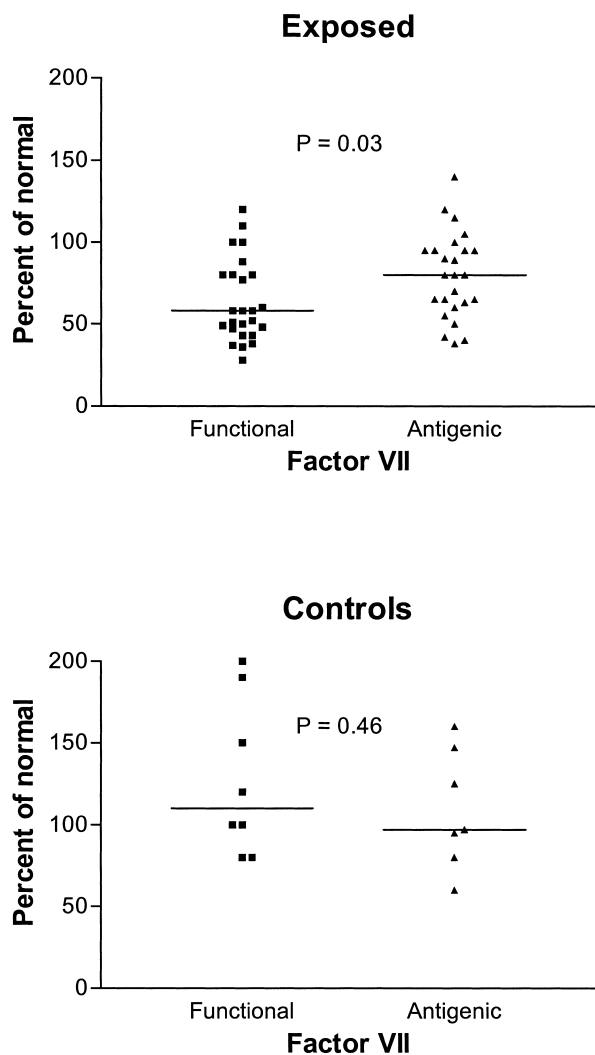 Exposed
200
150
100
50
0
Percent of normal
P = 0.03
Functional
Antigenic
Factor VII
Controls
200
150
100
50
0
Percent of normal
P = 0.46
Functional
Antigenic
Factor VII